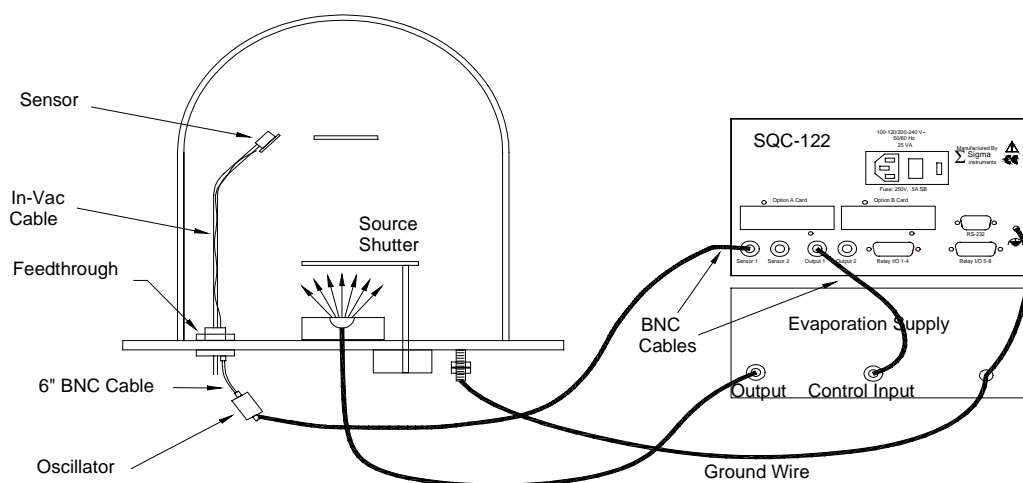 Sensor
In-Vac
Cable
Feedthrough
6" BNC Cable
Oscillator
Source
Shutter
SQC-122
100-120/200-240 V~
50/60 Hz
25 VA
Fuse: 250V, .5A SB
Manufactured By
Σ Sigma
instruments
Option A Card
Option B Card
RS-232
Sensor 1
Sensor 2
Output 1
Output 2
Relay I/O 1-4
Relay I/O 5-8
BNC
Cables
Evaporation Supply
Output
Control Input
Ground Wire